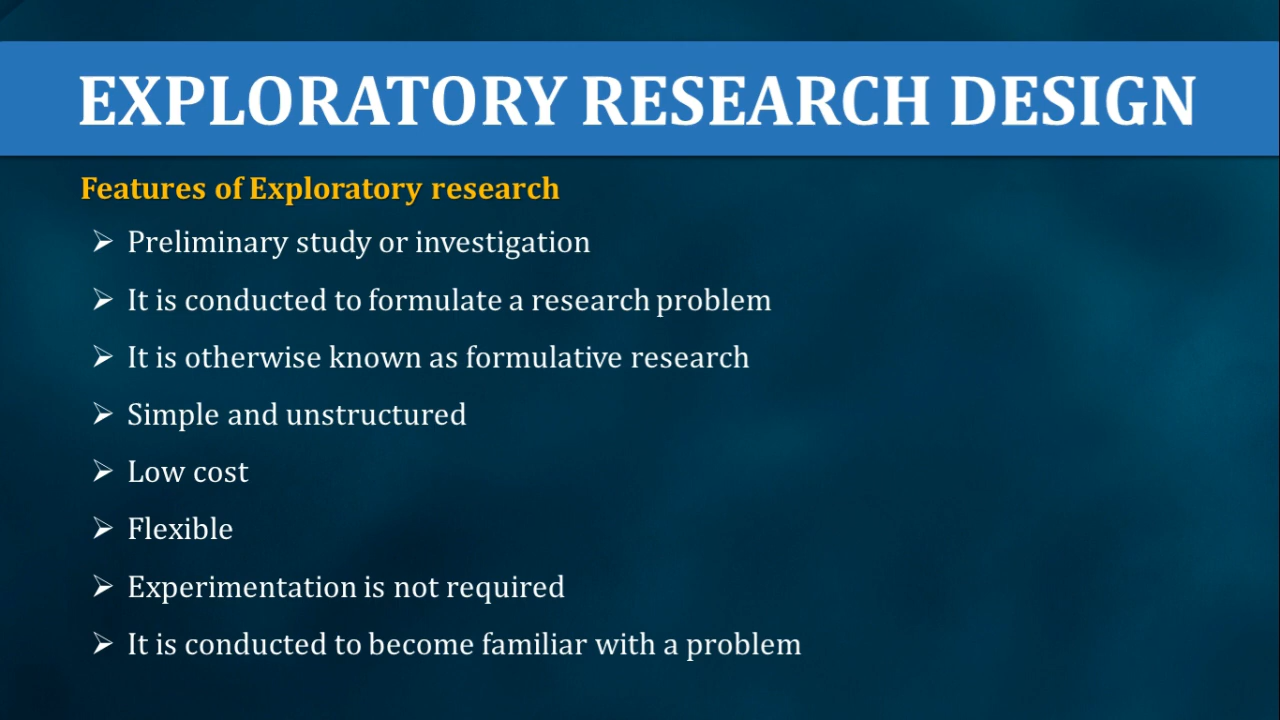 EXPLORATORY RESEARCH DESIGN
Features of Exploratory research
➢ Preliminary study or investigation
➢ It is conducted to formulate a research problem
➢ It is otherwise known as formulative research
➢ Simple and unstructured
➢ Low cost
➢ Flexible
➢ Experimentation is not required
➢ It is conducted to become familiar with a problem